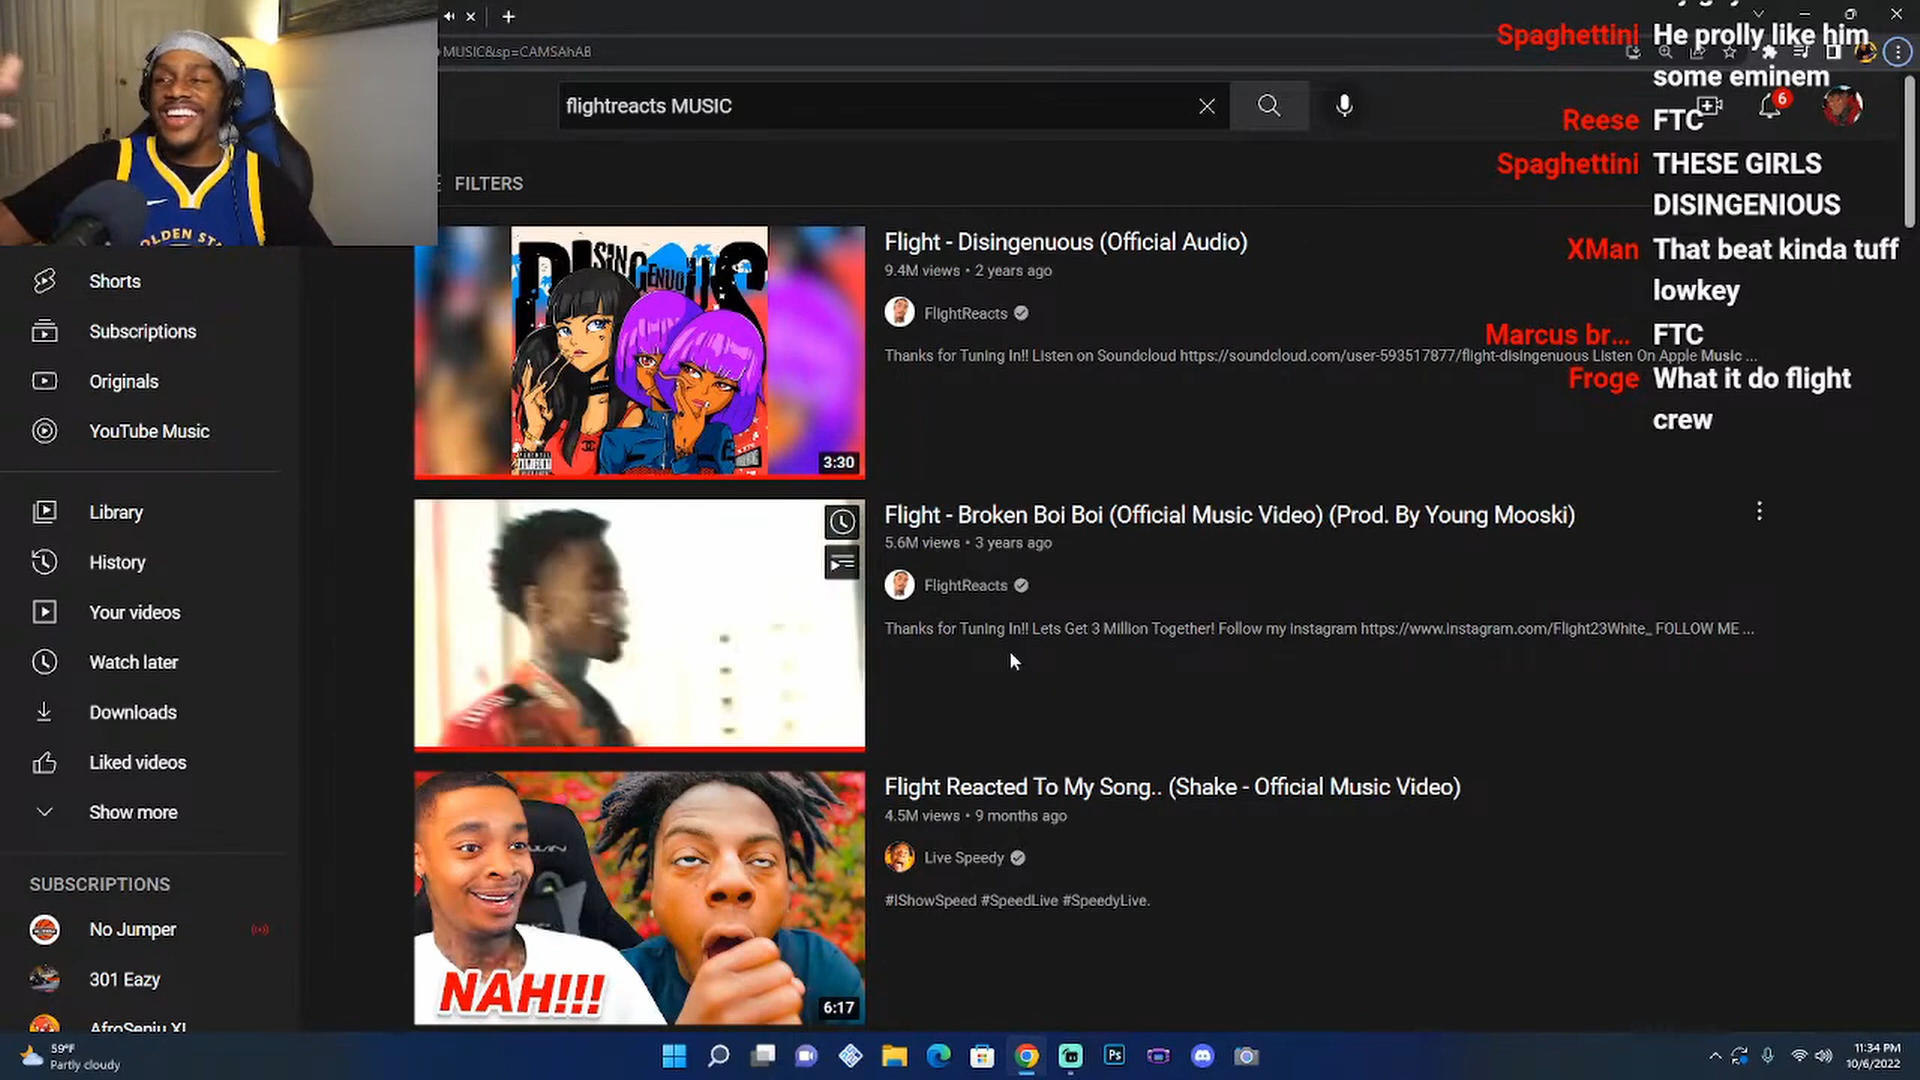 MUSIC&sp=CAMSAhAB
flightreacts MUSIC
6
Spaghettini He prolly like him
some eminem
Reese FTC
Spaghettini THESE GIRLS
DISINGENIOUS
XMan That beat kinda tuff
lowkey
Marcus br... FTC
Froge What it do flight
crew
OLDEN ST
FILTERS
Shorts
Subscriptions
Originals
YouTube Music
Library
History
Your videos
Watch later
Downloads
Liked videos
Show more
SUBSCRIPTIONS
No Jumper
301 Eazy
AfroSenju XL
DISINGENUOUS
3:30
Flight - Disingenuous (Official Audio)
9.4M views • 2 years ago
FlightReacts
Thanks for Tuning In!! Listen on Soundcloud https://soundcloud.com/user-593517877/flight-disingenuous Listen On Apple Music ...
Flight - Broken Boi Boi (Official Music Video) (Prod. By Young Mooski)
5.6M views • 3 years ago
FlightReacts
Thanks for Tuning In!! Lets Get 3 Million Together! Follow my instagram https://www.instagram.com/Flight23White_ FOLLOW ME ...
NAH!!!
6:17
Flight Reacted To My Song.. (Shake - Official Music Video)
4.5M views • 9 months ago
Live Speedy
#IShowSpeed #SpeedLive #SpeedyLive.
59°F
Partly cloudy
Ps
11:34 PM
10/6/2022